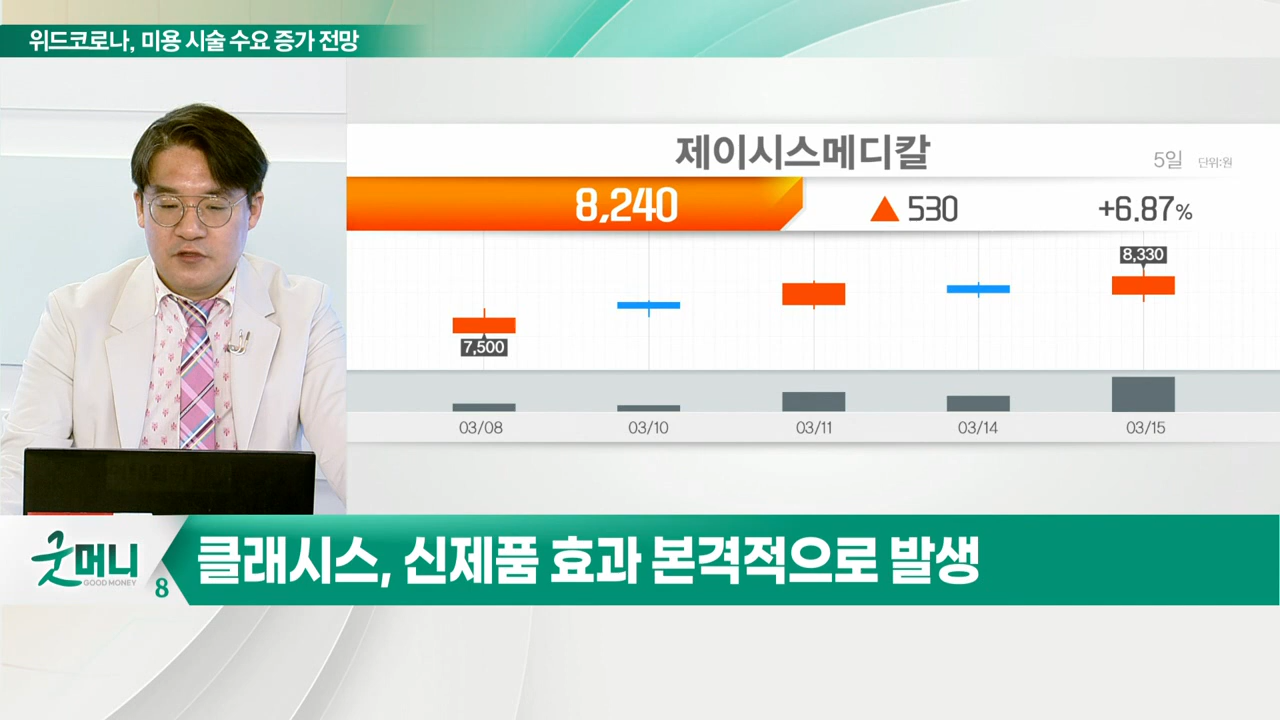 위드코로나, 미용 시술 수요 증가 전망
제이시스메디칼
5일 단위:원
8,240 ▲ 530 +6.87%
8,330
7,500
03/08 03/10 03/11 03/14 03/15
굿머니
GOOD MONEY
8
클래시스, 신제품 효과 본격적으로 발생